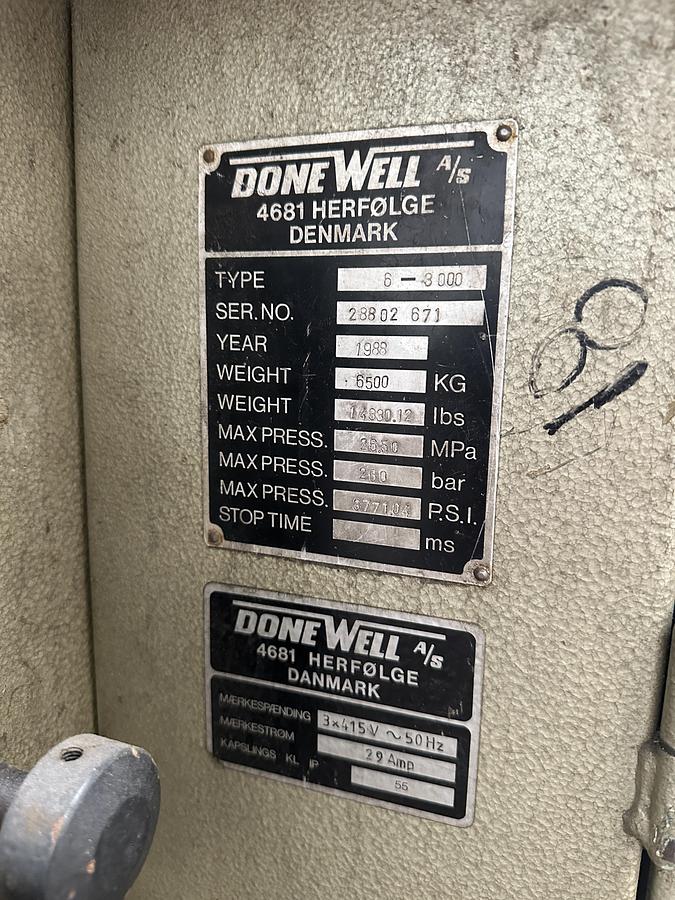 DONEWELL A/S
4681 HERFØLGE
DENMARK
TYPE 6 - 3000
SER. NO. 28802 671
YEAR 1988
WEIGHT 6500 KG
WEIGHT 14330.12 lbs
MAX PRESS. MPa
MAX PRESS. 260 bar
MAX PRESS. 3771.04 P.S.I.
STOP TIME ms
DONEWELL A/S
4681 HERFØLGE
DANMARK
MÆRKESPÆNDING 3×415V ~ 50Hz
MÆRKESTRØM 29 Amp
KAPSLINGS KL IP 55